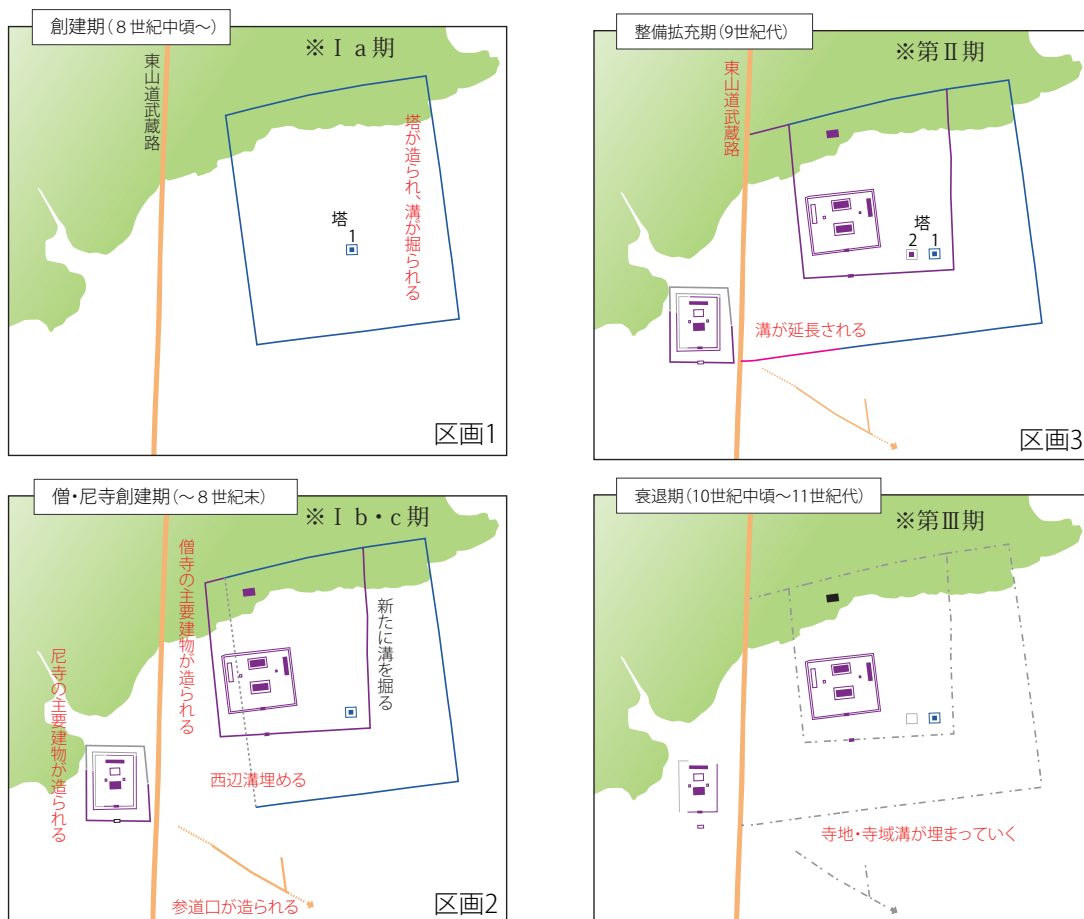 創建期(8世紀中頃~)
※Ⅰa期
東山道武蔵路
塔が造られ、溝が掘られる
塔
1
区画1
整備拡充期(9世紀代)
※第Ⅱ期
東山道武蔵路
塔
2 1
溝が延長される
区画3
僧・尼寺創建期(~8世紀末)
※Ⅰb・c期
僧寺の主要建物が造られる
新たに溝を掘る
尼寺の主要建物が造られる
西辺溝埋める
参道口が造られる
区画2
衰退期(10世紀中頃~11世紀代)
※第Ⅲ期
寺地・寺域溝が埋まっていく